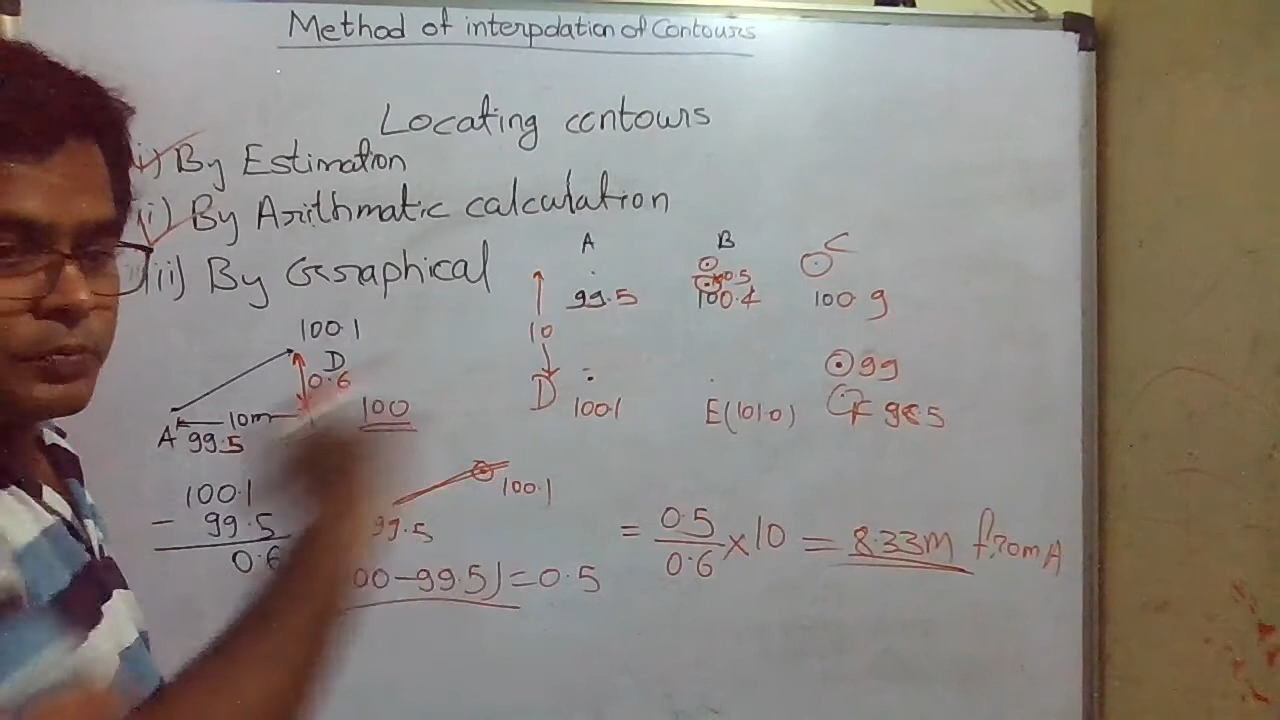 Method of interpolation of Contours
Locating contours
i) By Estimation
ii) By Arithmatic calculation
iii) By Graphical
A B C
99.5 100.4 100.9
10
D 100.1 E(101.0) F 98.5
99
100.1
D
0.6
10m
100
A 99.5
100.1
99.5
100.1
- 99.5
0.6
00-99.5)=0.5
= 0.5/0.6 × 10 = 8.33m from A